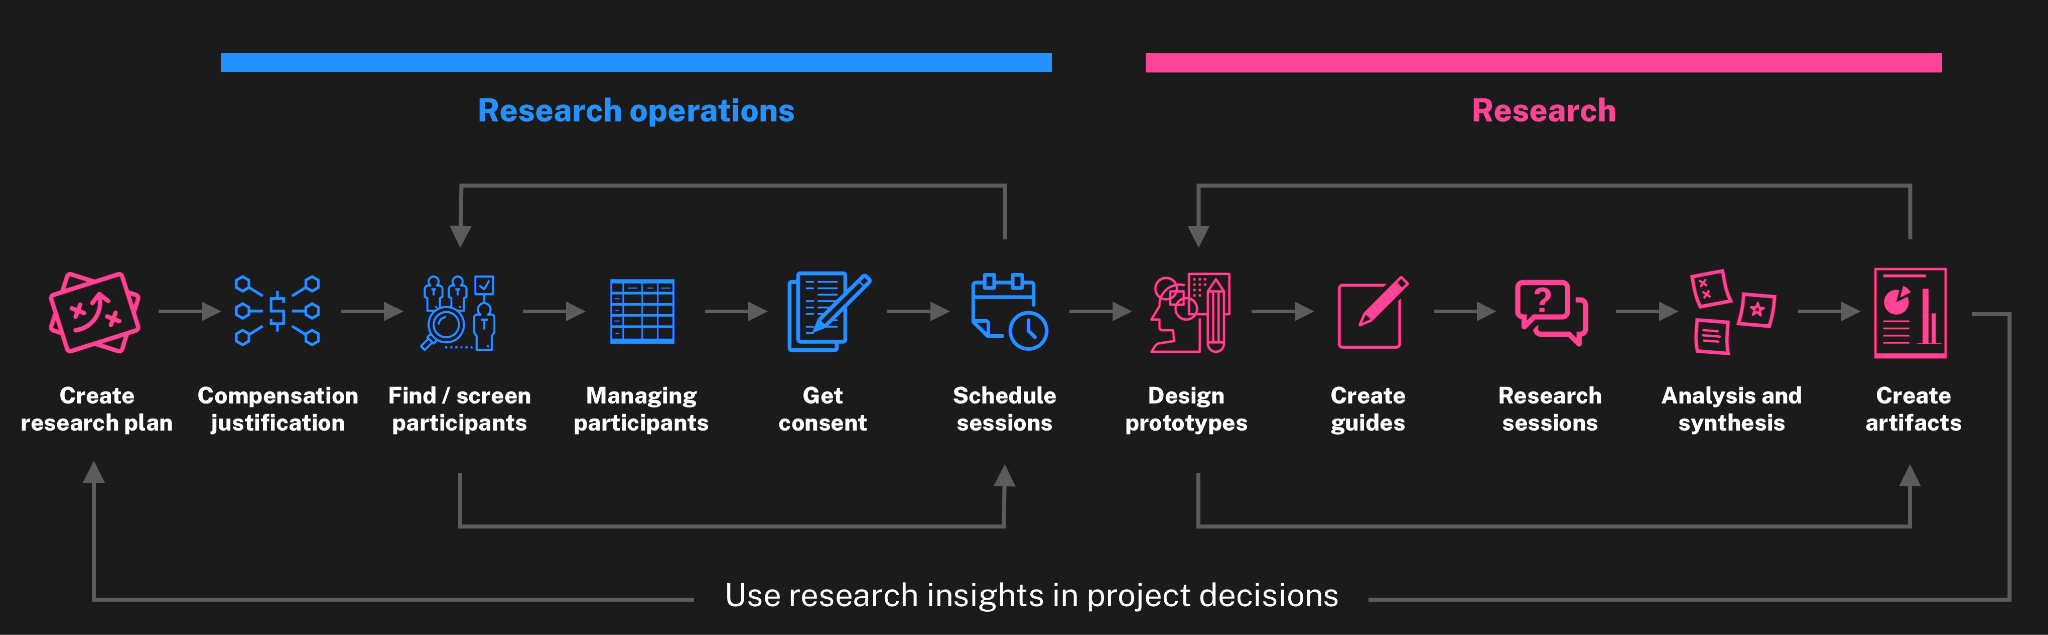 Research operations
Research
Create
research plan
Compensation
justification
Find / screen
participants
Managing
participants
Get
consent
Schedule
sessions
Design
prototypes
Create
guides
Research
sessions
Analysis and
synthesis
Create
artifacts
Use research insights in project decisions